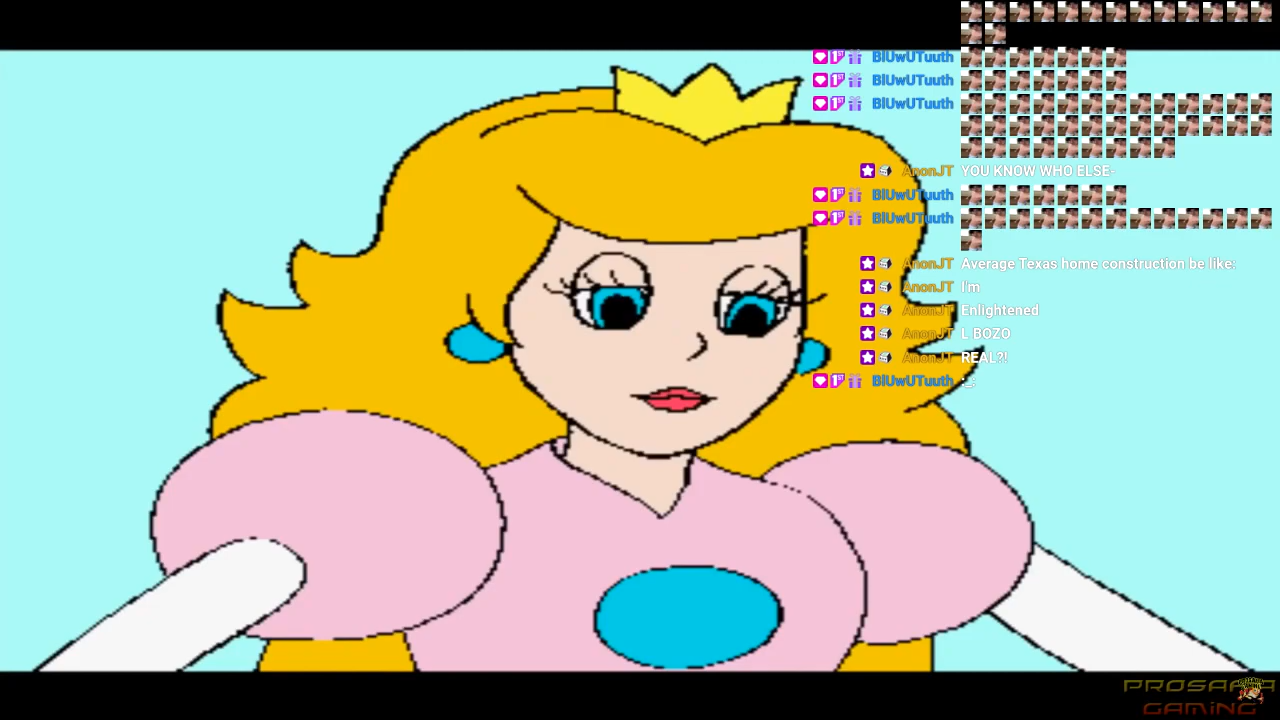 BlUwUTuuth
BlUwUTuuth
BlUwUTuuth
AnonJT YOU KNOW WHO ELSE-
BlUwUTuuth
BlUwUTuuth
AnonJT Average Texas home construction be like:
AnonJT I'm
AnonJT Enlightened
AnonJT L BOZO
AnonJT REAL?!
BlUwUTuuth :_:
GAMING